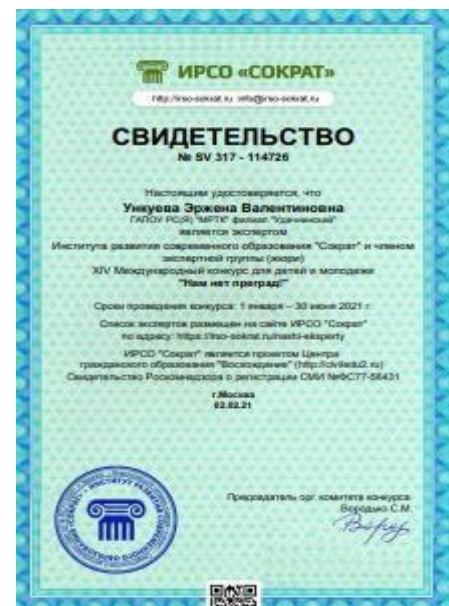 ИРСО «СОКРАТ»
http://irso-sokrat.ru info@irso-sokrat.ru
СВИДЕТЕЛЬСТВО
№ SV 317 - 114726
Настоящим удостоверяется, что
Ункуева Эржена Валентиновна
ГАПОУ РС(Я) "МРТК" филиал "Удачнинский"
является экспертом
Института развития современного образования "Сократ" и членом
экспертной группы (жюри)
XIV Международный конкурс для детей и молодежи
"Нам нет преград!"
Сроки проведения конкурса: 1 января – 30 июня 2021 г.
Список экспертов размещен на сайте ИРСО "Сократ"
по адресу: https://irso-sokrat.ru/nashi-eksperty
ИРСО "Сократ" является проектом Центра
гражданского образования "Восхождение" (http://civiledu2.ru)
Свидетельство Роскомнадзора о регистрации СМИ №ФС77-56431
г.Москва
02.02.21
Председатель орг. комитета конкурса
Бородько С.М.